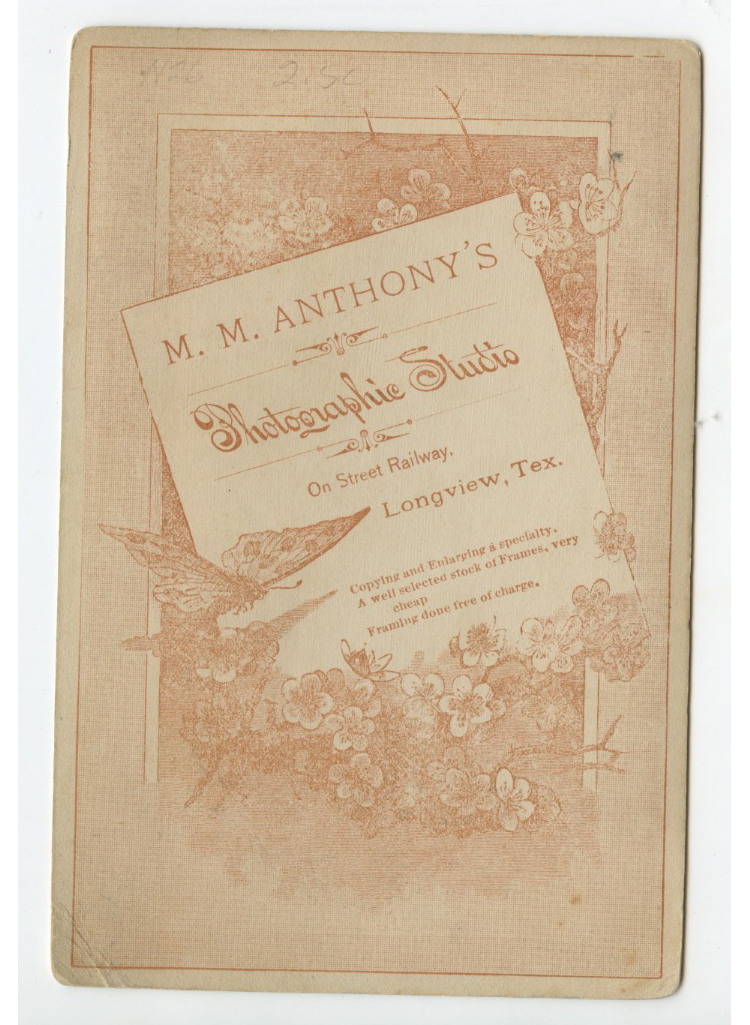 M. M. ANTHONY'S
Photographic Studio
On Street Railway,
Longview, Tex.
Copying and Enlarging a specialty.
A well selected stock of Frames, very
cheap
Framing done free of charge.